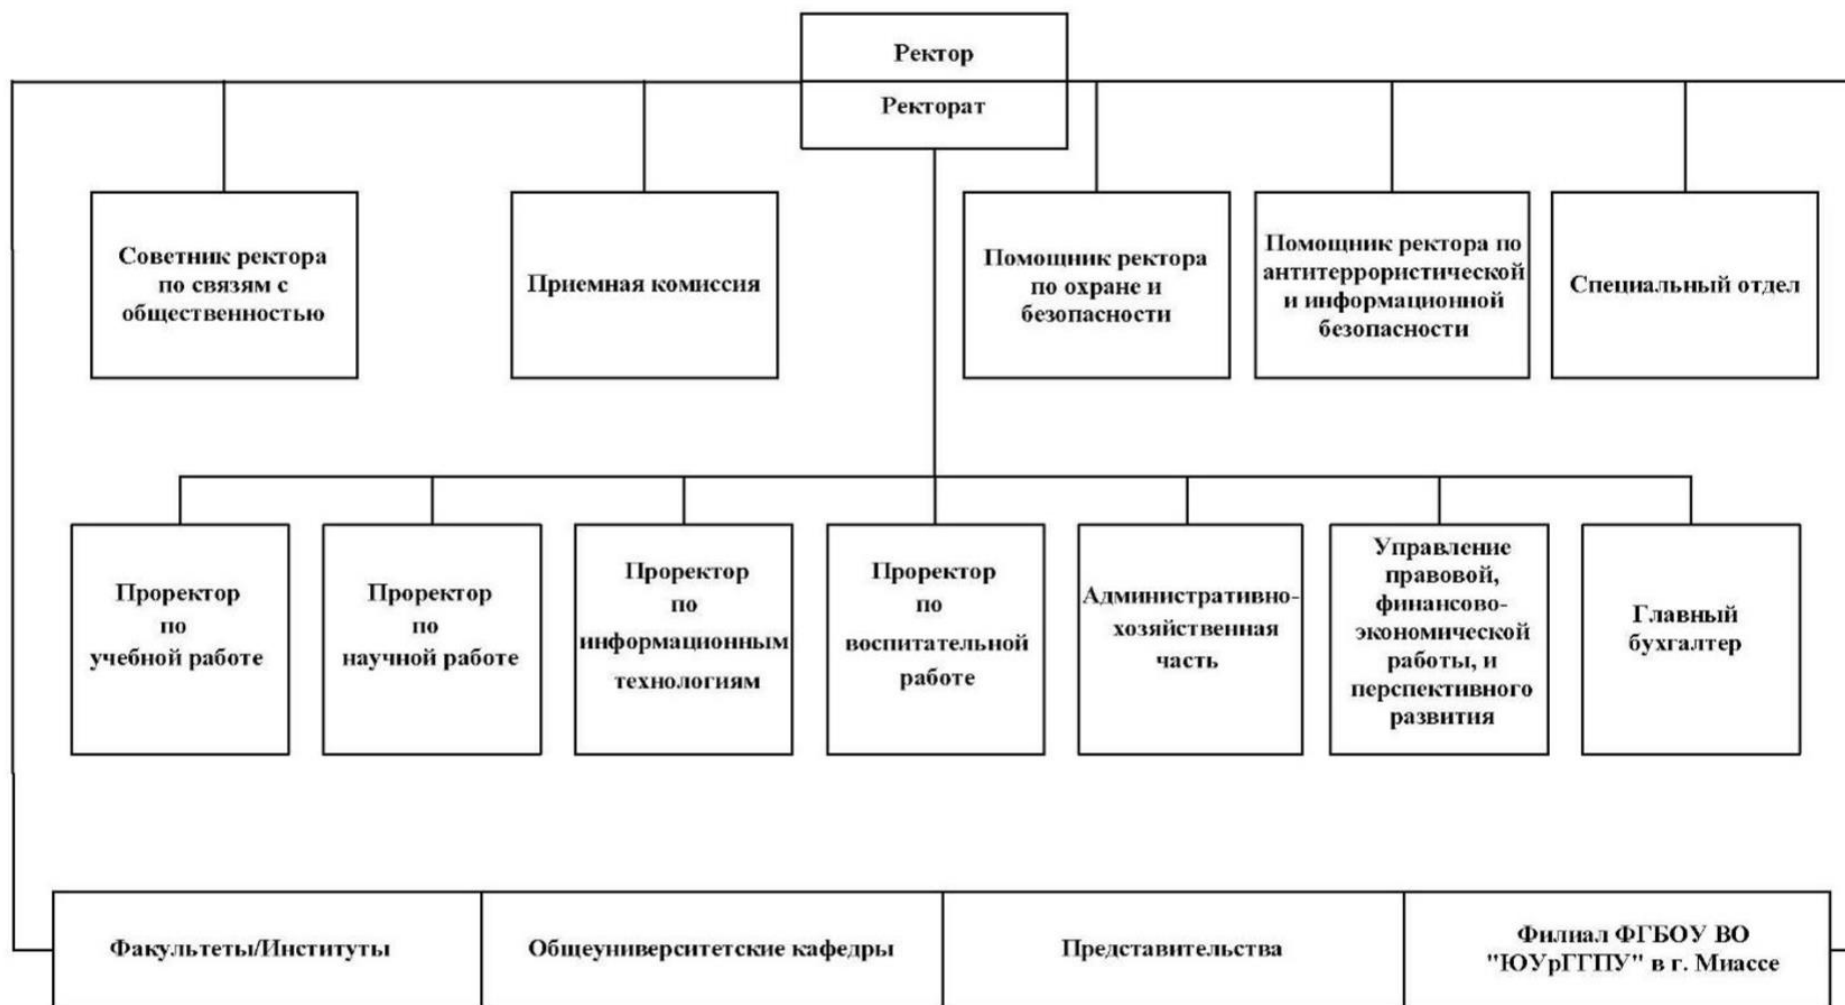 Ректор
Ректорат
Советник ректора
по связям с
общественностью
Приемная комиссия
Помощник ректора
по охране и
безопасности
Помощник ректора по
антитеррористической
и информационной
безопасности
Специальный отдел
Проректор
по
учебной работе
Проректор
по
научной работе
Проректор
по
информационным
технологиям
Проректор
по
воспитательной
работе
Административно-
хозяйственная
часть
Управление
правовой,
финансово-
экономической
работы, и
перспективного
развития
Главный
бухгалтер
Факультеты/Институты
Общеуниверситетские кафедры
Представительства
Филиал ФГБОУ ВО
"ЮУрГГПУ" в г. Миассе